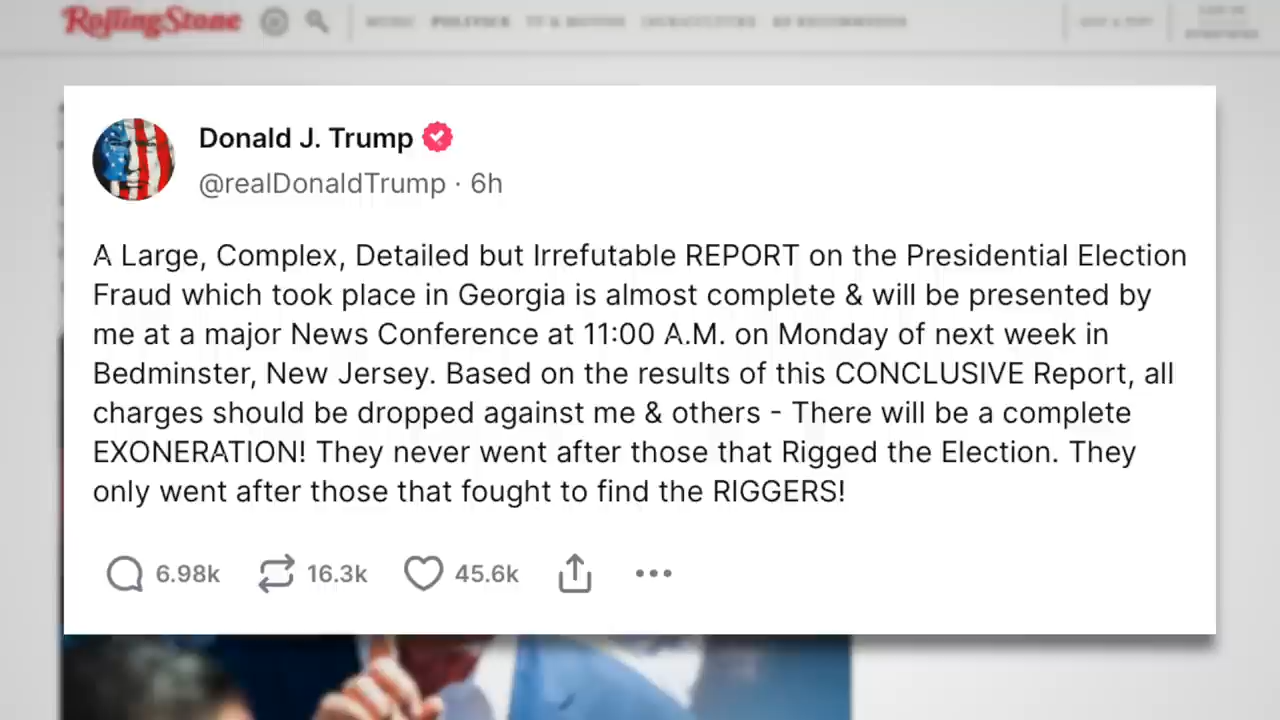 RollingStone
Donald J. Trump
@realDonaldTrump · 6h
A Large, Complex, Detailed but Irrefutable REPORT on the Presidential Election
Fraud which took place in Georgia is almost complete & will be presented by
me at a major News Conference at 11:00 A.M. on Monday of next week in
Bedminster, New Jersey. Based on the results of this CONCLUSIVE Report, all
charges should be dropped against me & others - There will be a complete
EXONERATION! They never went after those that Rigged the Election. They
only went after those that fought to find the RIGGERS!
6.98k 16.3k 45.6k